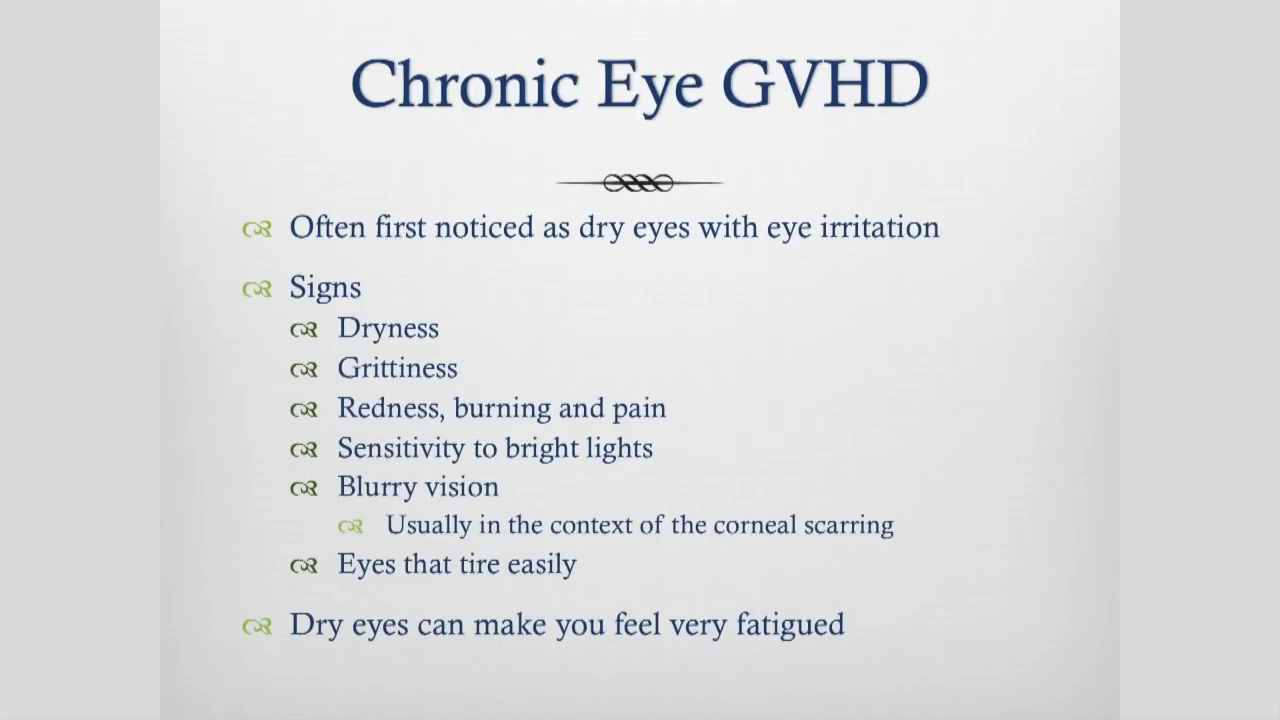 Chronic Eye GVHD
Often first noticed as dry eyes with eye irritation
Signs
Dryness
Grittiness
Redness, burning and pain
Sensitivity to bright lights
Blurry vision
Usually in the context of the corneal scarring
Eyes that tire easily
Dry eyes can make you feel very fatigued